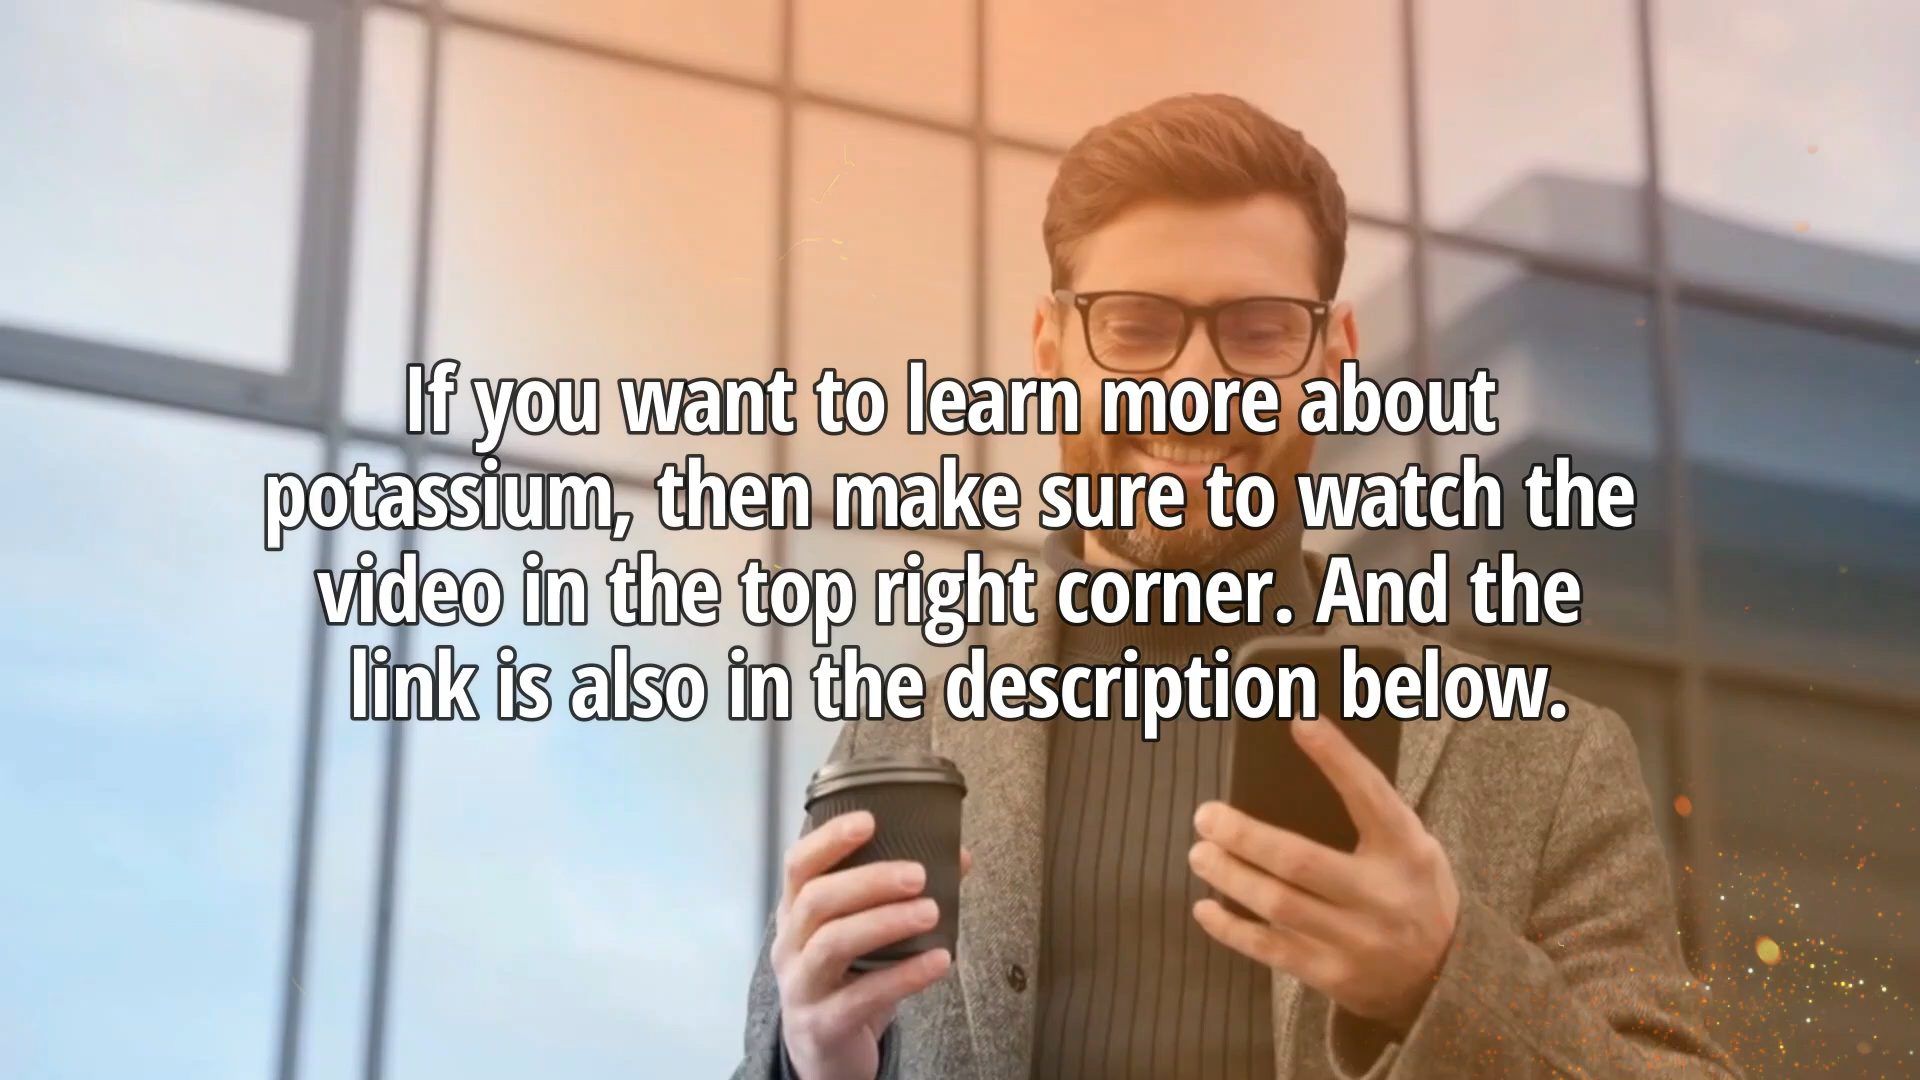 If you want to learn more about
potassium, then make sure to watch the
video in the top right corner. And the
link is also in the description below.